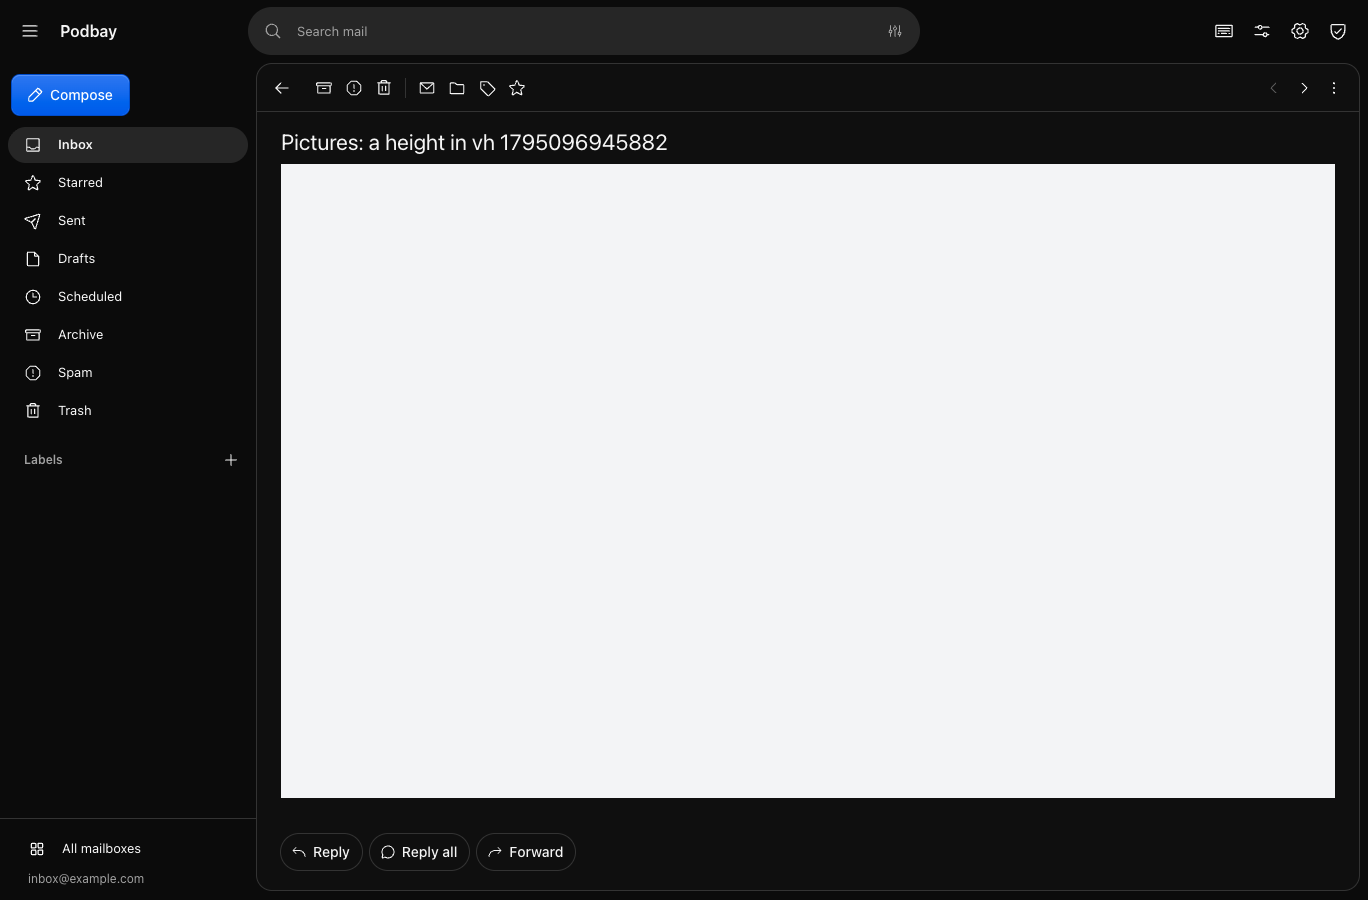 Podbay
Search mail
Compose
Inbox
Starred
Sent
Drafts
Scheduled
Archive
Spam
Trash
Labels
All mailboxes
inbox@example.com
Pictures: a height in vh 1795096945882
Reply
Reply all
Forward